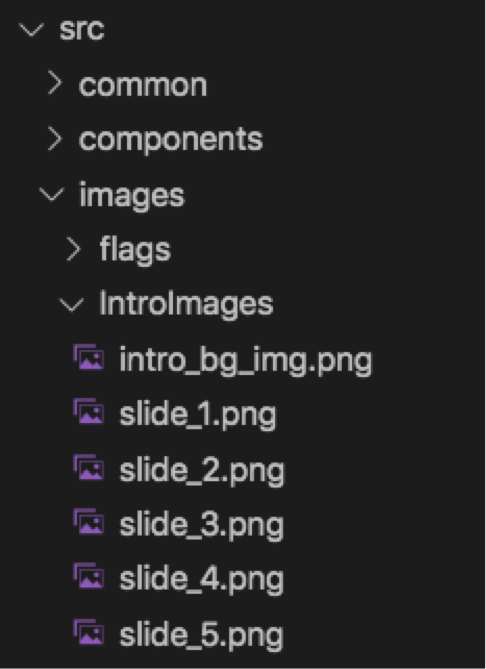 src
common
components
images
flags
IntroImages
intro_bg_img.png
slide_1.png
slide_2.png
slide_3.png
slide_4.png
slide_5.png